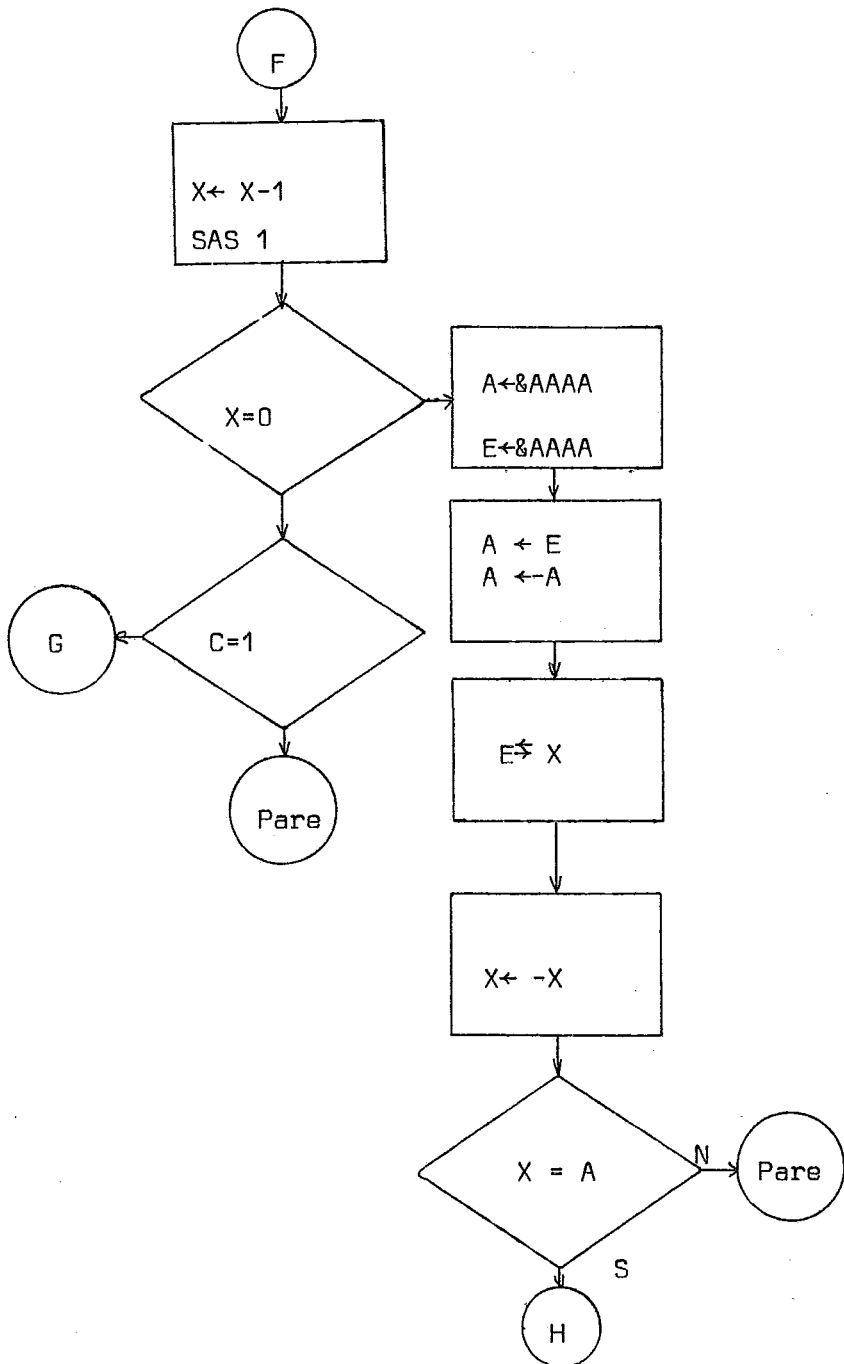 F
X← X-1
SAS 1
X=0
A←&AAAA
E←&AAAA
A ← E
A ←-A
G
C=1
E⇆ X
Pare
X← -X
X = A
N
Pare
S
H